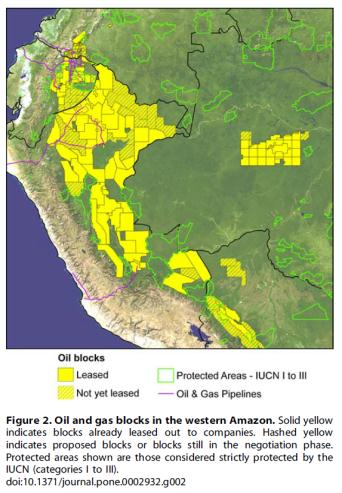 Oil blocks
Leased
Protected Areas - IUCN I to III
Not yet leased
Oil & Gas Pipelines
Figure 2. Oil and gas blocks in the western Amazon. Solid yellow
indicates blocks already leased out to companies. Hashed yellow
indicates proposed blocks or blocks still in the negotiation phase.
Protected areas shown are those considered strictly protected by the
IUCN (categories I to III).
doi:10.1371/journal.pone.0002932.g002